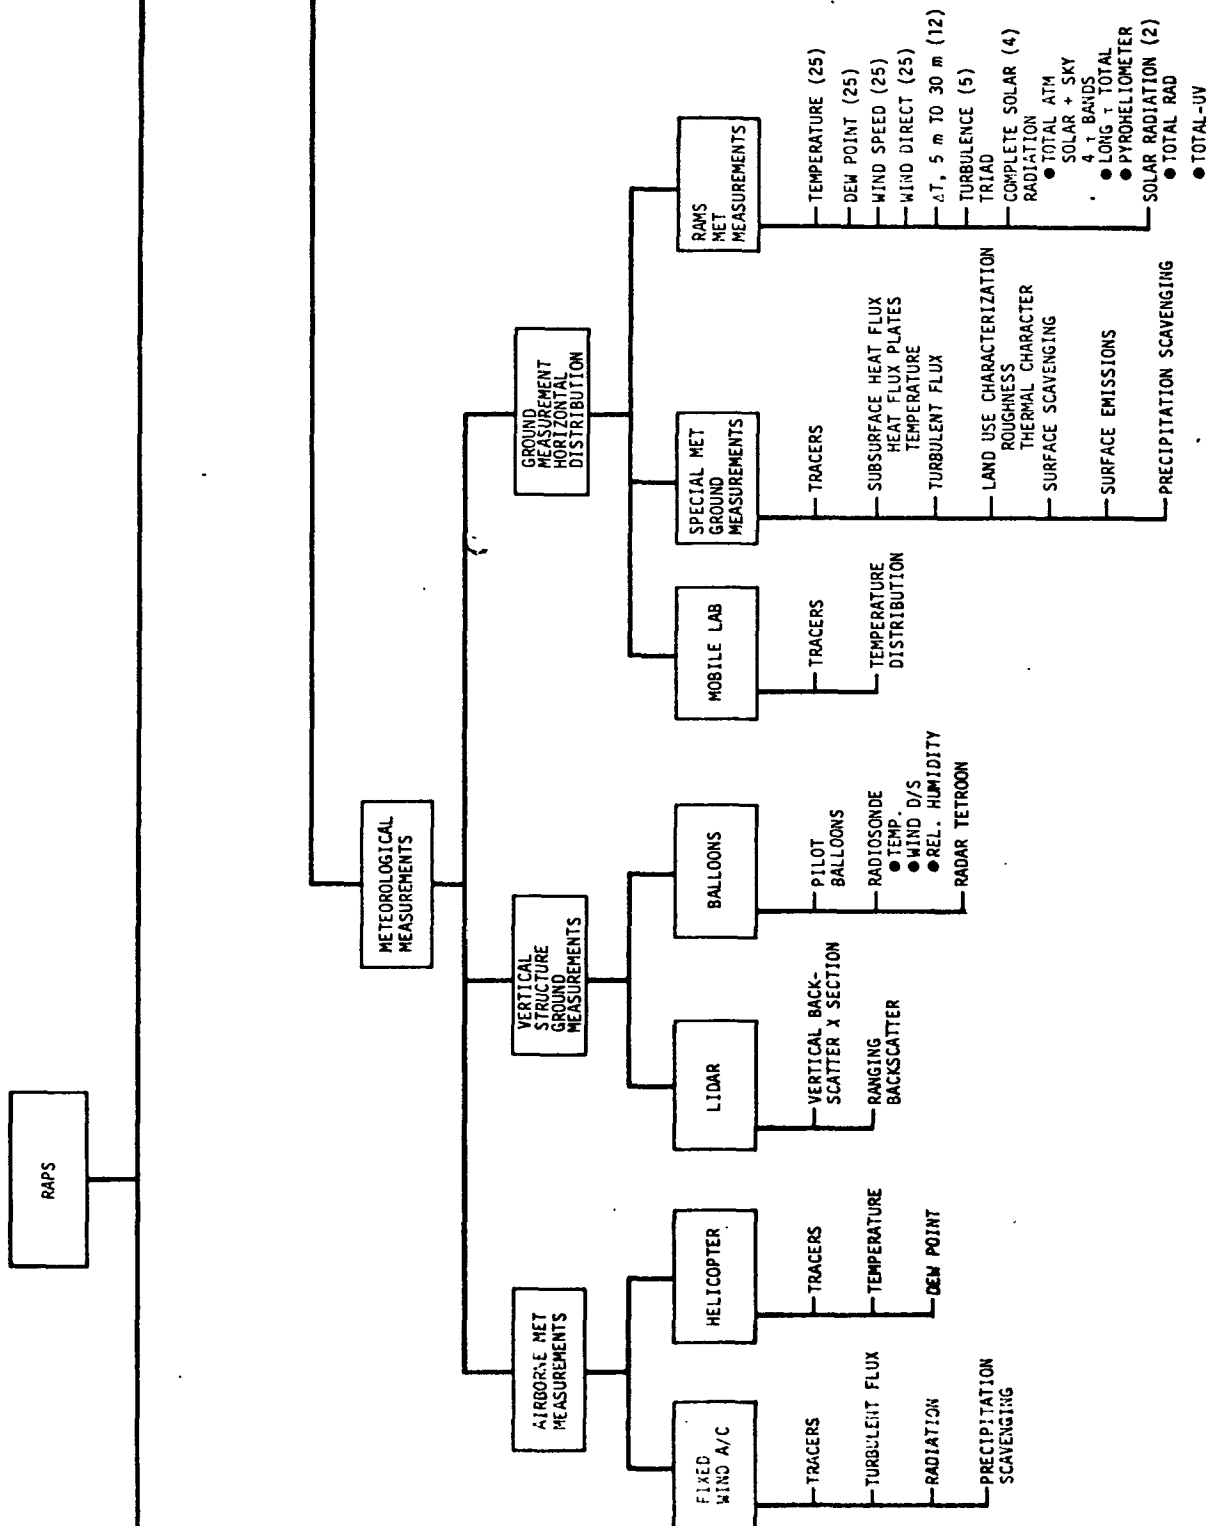 RAPS
METEOROLOGICAL
MEASUREMENTS
AIRBORNE MET
MEASUREMENTS
VERTICAL
STRUCTURE
GROUND
MEASUREMENTS
GROUND
MEASUREMENT
HORIZONTAL
DISTRIBUTION
FIXED
WIND A/C
TRACERS
TURBULENT FLUX
RADIATION
PRECIPITATION
SCAVENGING
HELICOPTER
TRACERS
TEMPERATURE
DEW POINT
LIDAR
VERTICAL BACK-
SCATTER X SECTION
RANGING
BACKSCATTER
BALLOONS
PILOT
BALLOONS
RADIOSONDE
● TEMP.
● WIND D/S
● REL. HUMIDITY
RADAR TETROON
MOBILE LAB
TRACERS
TEMPERATURE
DISTRIBUTION
SPECIAL MET
GROUND
MEASUREMENTS
TRACERS
SUBSURFACE HEAT FLUX
HEAT FLUX PLATES
TEMPERATURE
TURBULENT FLUX
LAND USE CHARACTERIZATION
ROUGHNESS
THERMAL CHARACTER
SURFACE SCAVENGING
SURFACE EMISSIONS
PRECIPITATION SCAVENGING
RAMS
MET
MEASUREMENTS
TEMPERATURE (25)
DEW POINT (25)
WIND SPEED (25)
WIND DIRECT (25)
ΔT, 5 m TO 30 m (12)
TURBULENCE (5)
TRIAD
COMPLETE SOLAR (4)
RADIATION
● TOTAL ATM
SOLAR + SKY
4 τ BANDS
● LONG τ TOTAL
● PYROHELIOMETER
SOLAR RADIATION (2)
● TOTAL RAD
● TOTAL-UV